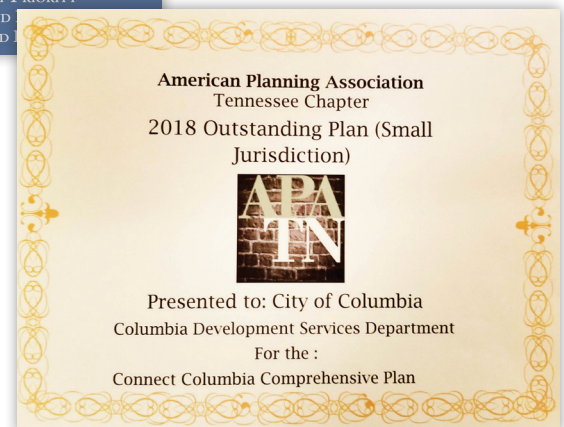 American Planning Association
Tennessee Chapter
2018 Outstanding Plan (Small
Jurisdiction)
APA
TN
Presented to: City of Columbia
Columbia Development Services Department
For the :
Connect Columbia Comprehensive Plan